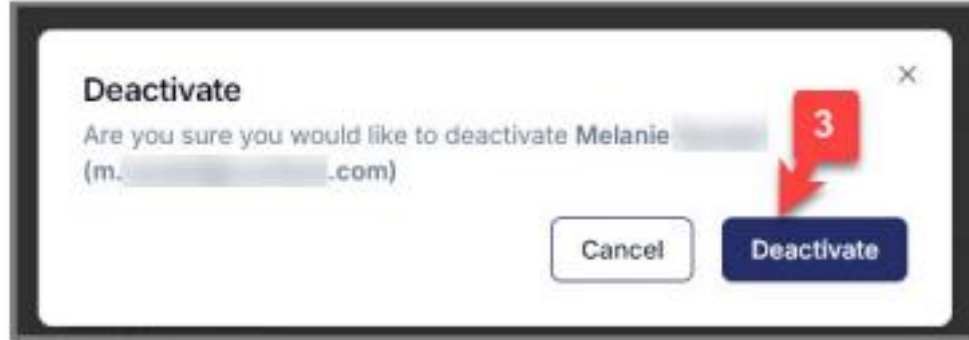 Deactivate
×
Are you sure you would like to deactivate Melanie
(m. .com)
3
Cancel
Deactivate